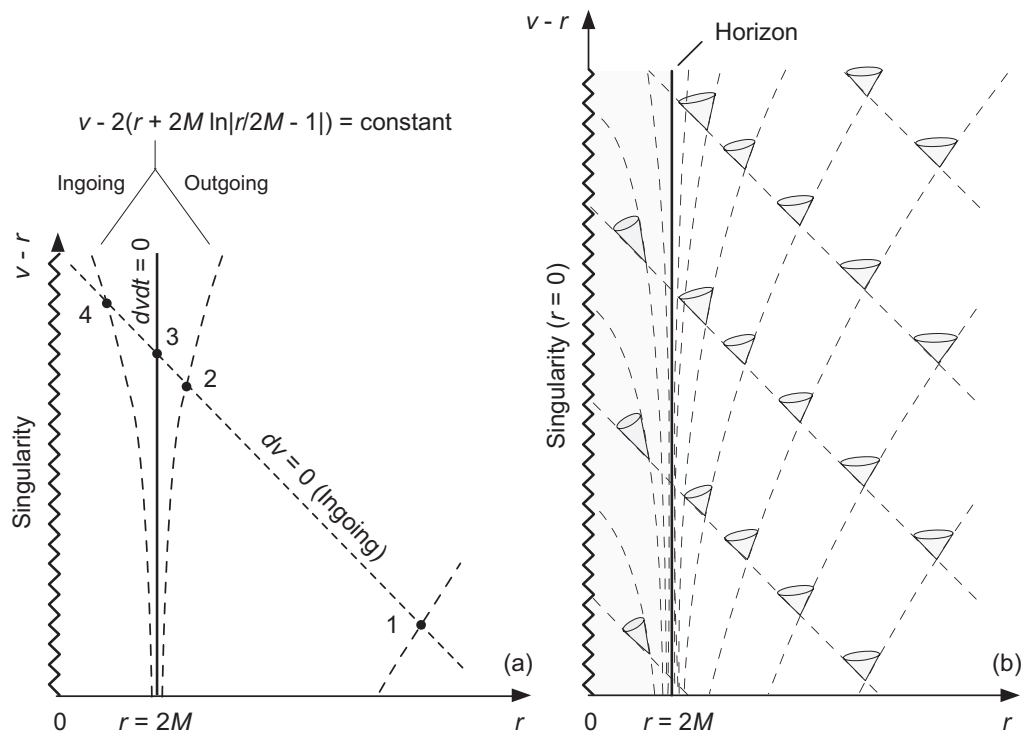 v - 2(r + 2M ln|r/2M - 1|) = constant
Ingoing
Outgoing
v - r
dvdt = 0
4
3
2
dv = 0 (Ingoing)
1
Singularity
(a)
0
r = 2M
r
v - r
Horizon
Singularity (r = 0)
(b)
0
r = 2M
r